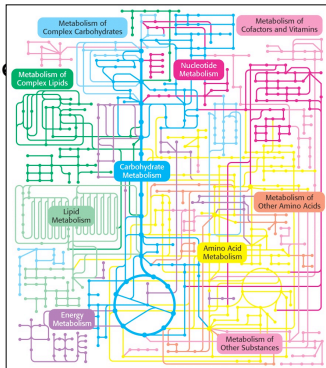 Metabolism of
Complex Carbohydrates
Metabolism of
Cofactors and Vitamins
Nucleotide
Metabolism
Metabolism of
Complex Lipids
Carbohydrate
Metabolism
Metabolism of
Other Amino Acids
Lipid
Metabolism
Amino Acid
Metabolism
Energy
Metabolism
Metabolism of
Other Substances